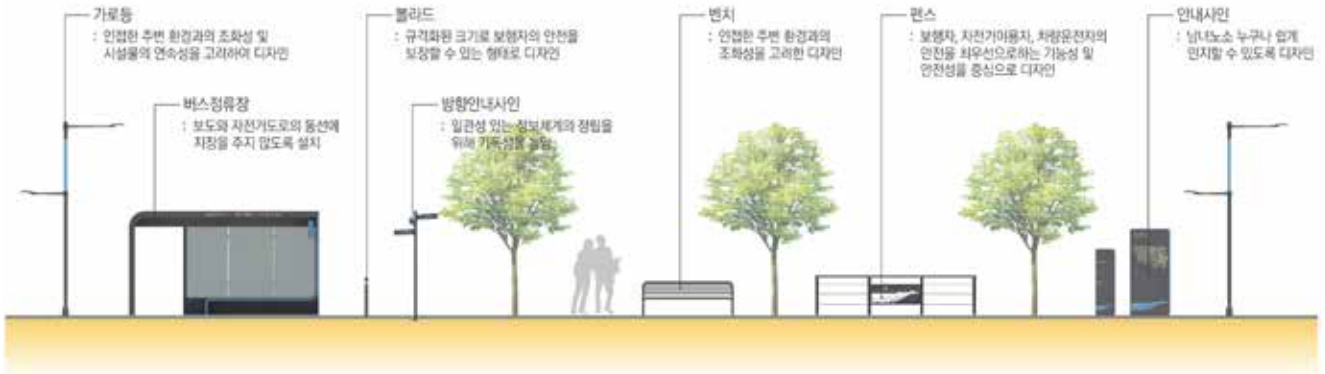 가로등
: 인접한 주변 환경과의 조화성 및
시설물의 연속성을 고려하여 디자인
볼라드
: 규격화된 크기로 보행자의 안전을
보장할 수 있는 형태로 디자인
벤치
: 인접한 주변 환경과의
조화성을 고려한 디자인
펜스
: 보행자, 자전거이용자, 차량운전자의
안전을 최우선으로하는 기능성 및
안전성을 중심으로 디자인
안내사인
: 남녀노소 누구나 쉽게
인지할 수 있도록 디자인
버스정류장
: 보도와 자전거도로의 동선에
지장을 주지 않도록 설치
방향안내사인
: 일관성 있는 정보체계의 정립을
위해 가독성을 높임